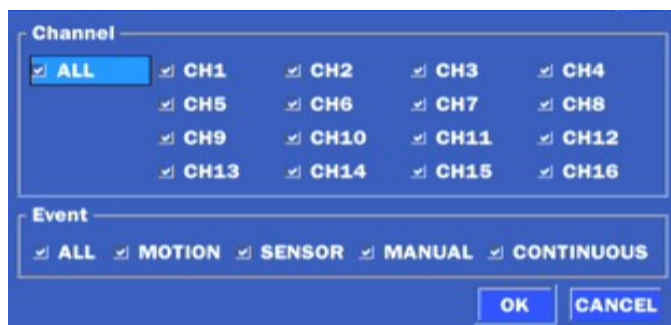 Channel
ALL CH1 CH2 CH3 CH4
CH5 CH6 CH7 CH8
CH9 CH10 CH11 CH12
CH13 CH14 CH15 CH16
Event
ALL MOTION SENSOR MANUAL CONTINUOUS
OK CANCEL